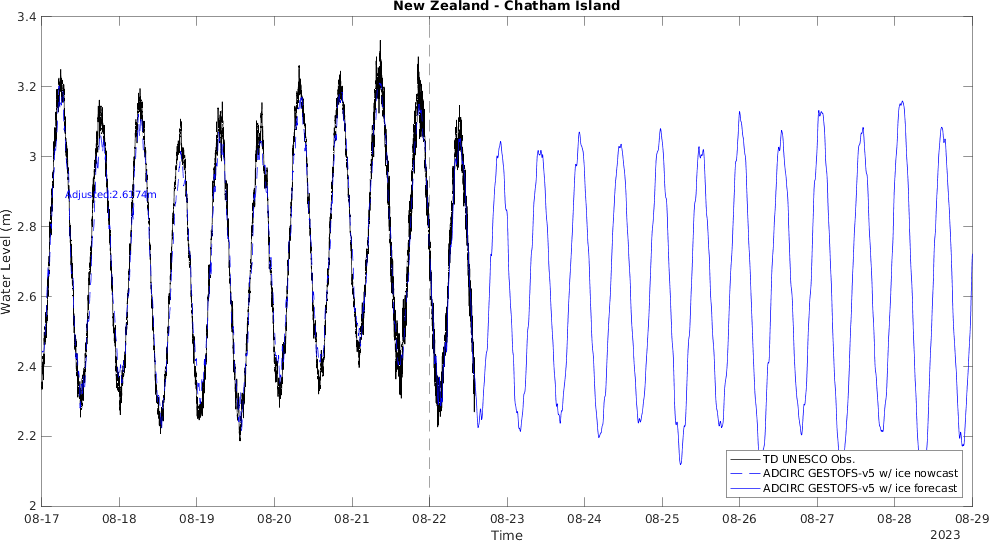 New Zealand - Chatham Island
3.4
3.2
3
2.8
2.6
2.4
2.2
2
Water Level (m)
Adjusted:2.6174m
TD UNESCO Obs.
ADCIRC GESTOFS-v5 w/ ice nowcast
ADCIRC GESTOFS-v5 w/ ice forecast
08-17 08-18 08-19 08-20 08-21 08-22 08-23 08-24 08-25 08-26 08-27 08-28 08-29
Time
2023